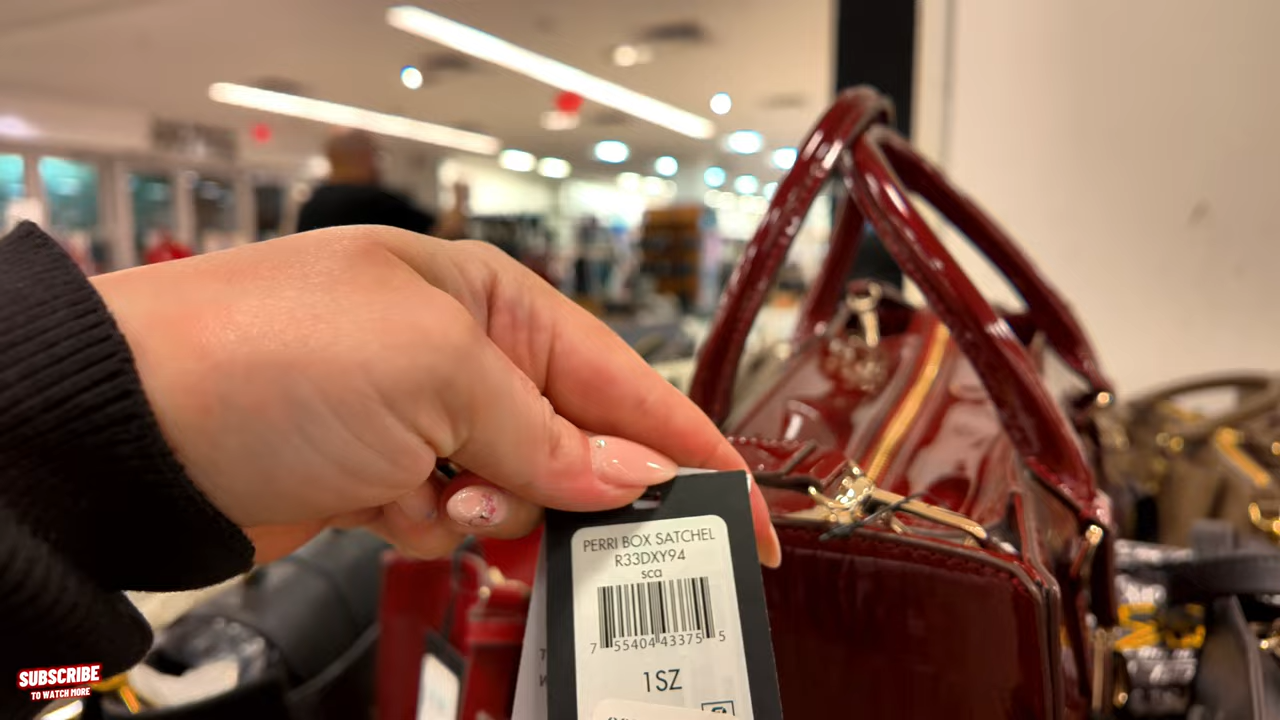 PERRI BOX SATCHEL
R33DXY94
sca
7 55404 43375 5
1SZ
SUBSCRIBE
TO WATCH MORE